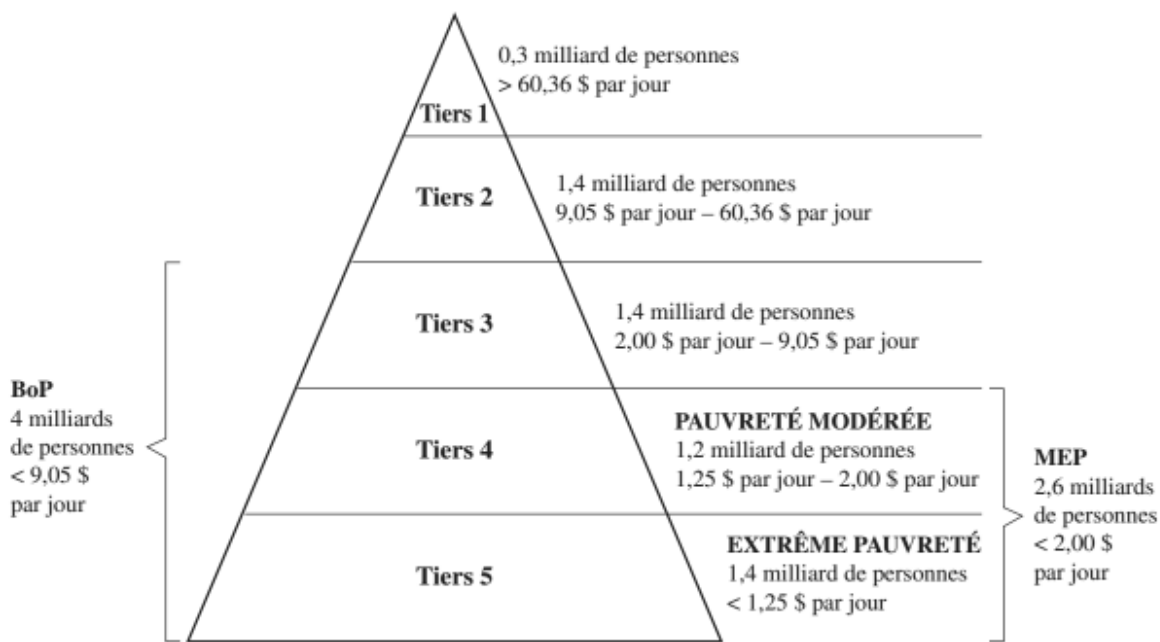 0,3 milliard de personnes
> 60,36 $ par jour
Tiers 1
Tiers 2
1,4 milliard de personnes
9,05 $ par jour – 60,36 $ par jour
Tiers 3
1,4 milliard de personnes
2,00 $ par jour – 9,05 $ par jour
BoP
4 milliards
de personnes
< 9,05 $
par jour
Tiers 4
PAUVRETÉ MODÉRÉE
1,2 milliard de personnes
1,25 $ par jour – 2,00 $ par jour
MEP
2,6 milliards
de personnes
< 2,00 $
par jour
Tiers 5
EXTRÊME PAUVRETÉ
1,4 milliard de personnes
< 1,25 $ par jour